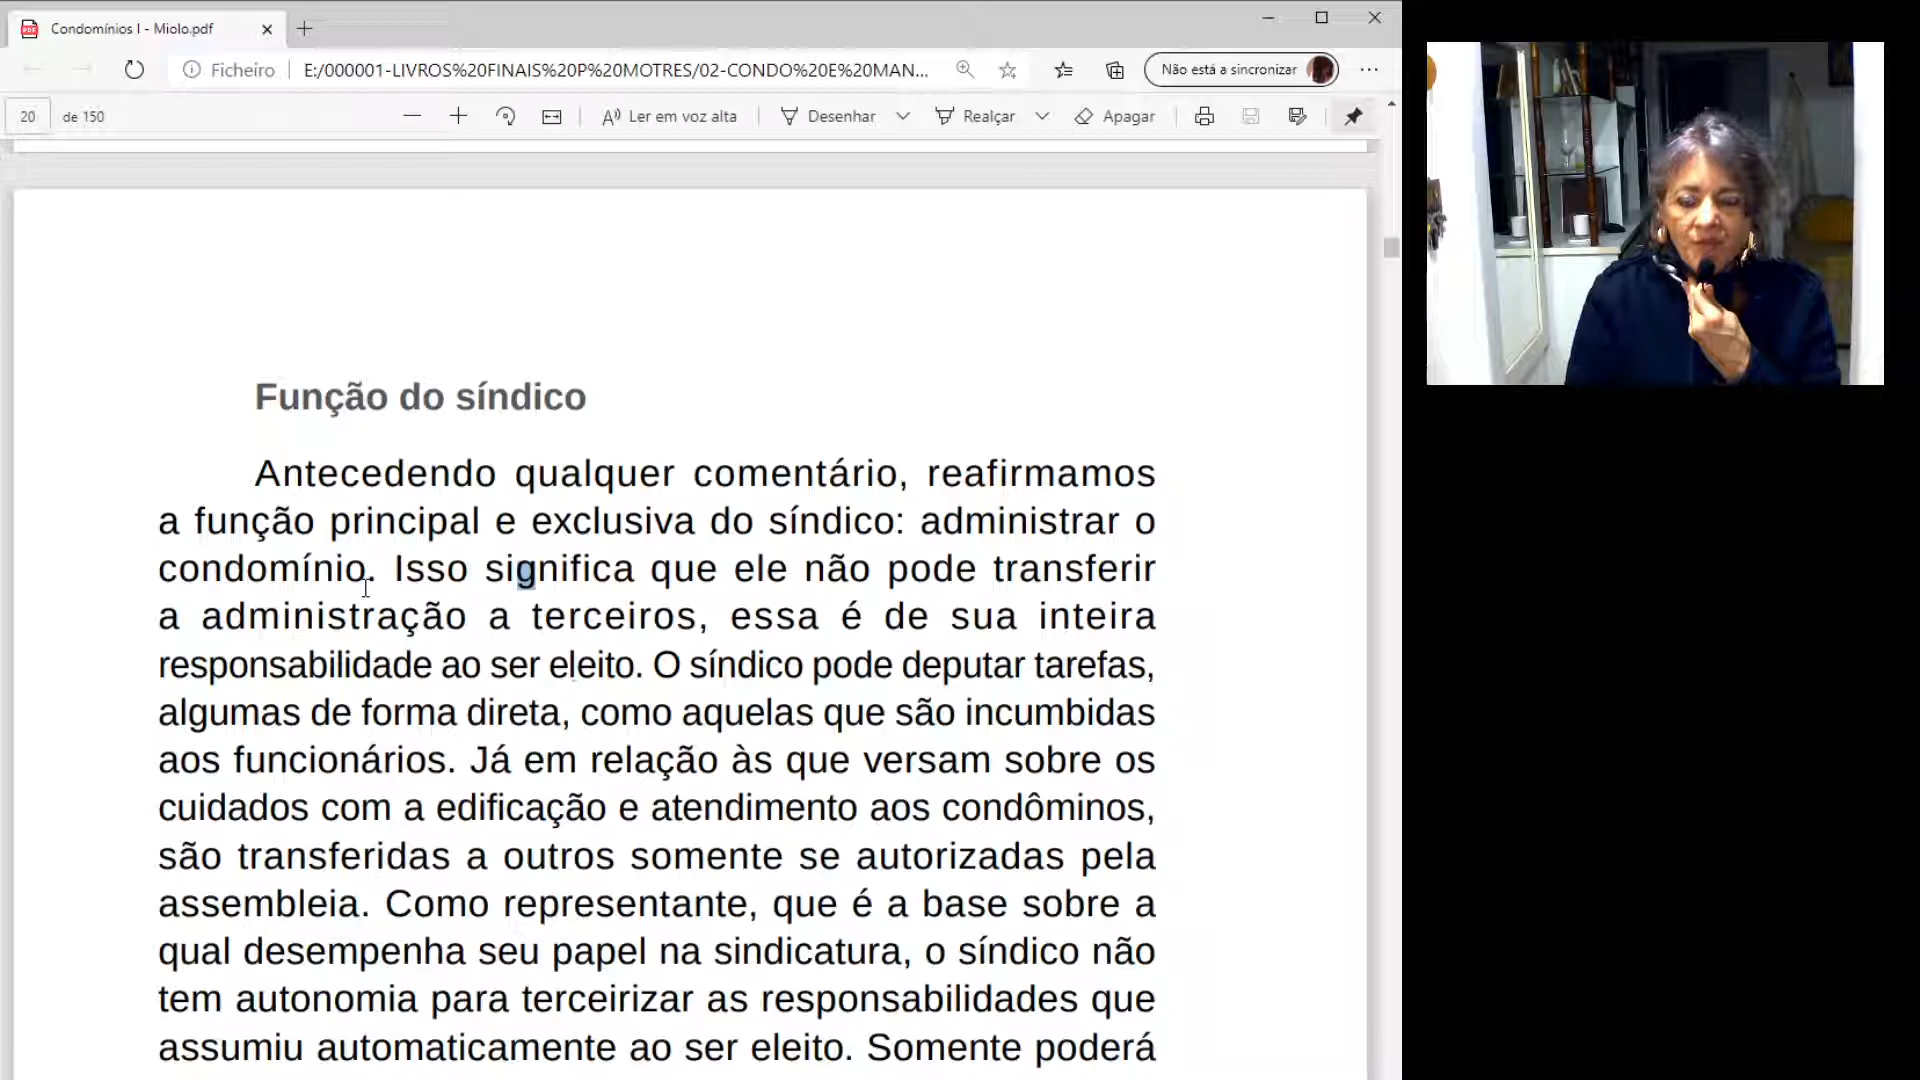 Condomínios I - Miolo.pdf
Ficheiro
E:/000001-LIVROS%20FINAIS%20P%20MOTRES/02-CONDO%20E%20MAN...
Não está a sincronizar
20 de 150
Ler em voz alta
Desenhar
Realçar
Apagar
Função do síndico
Antecedendo qualquer comentário, reafirmamos
a função principal e exclusiva do síndico: administrar o
condomínio. Isso significa que ele não pode transferir
a administração a terceiros, essa é de sua inteira
responsabilidade ao ser eleito. O síndico pode deputar tarefas,
algumas de forma direta, como aquelas que são incumbidas
aos funcionários. Já em relação às que versam sobre os
cuidados com a edificação e atendimento aos condôminos,
são transferidas a outros somente se autorizadas pela
assembleia. Como representante, que é a base sobre a
qual desempenha seu papel na sindicatura, o síndico não
tem autonomia para terceirizar as responsabilidades que
assumiu automaticamente ao ser eleito. Somente poderá